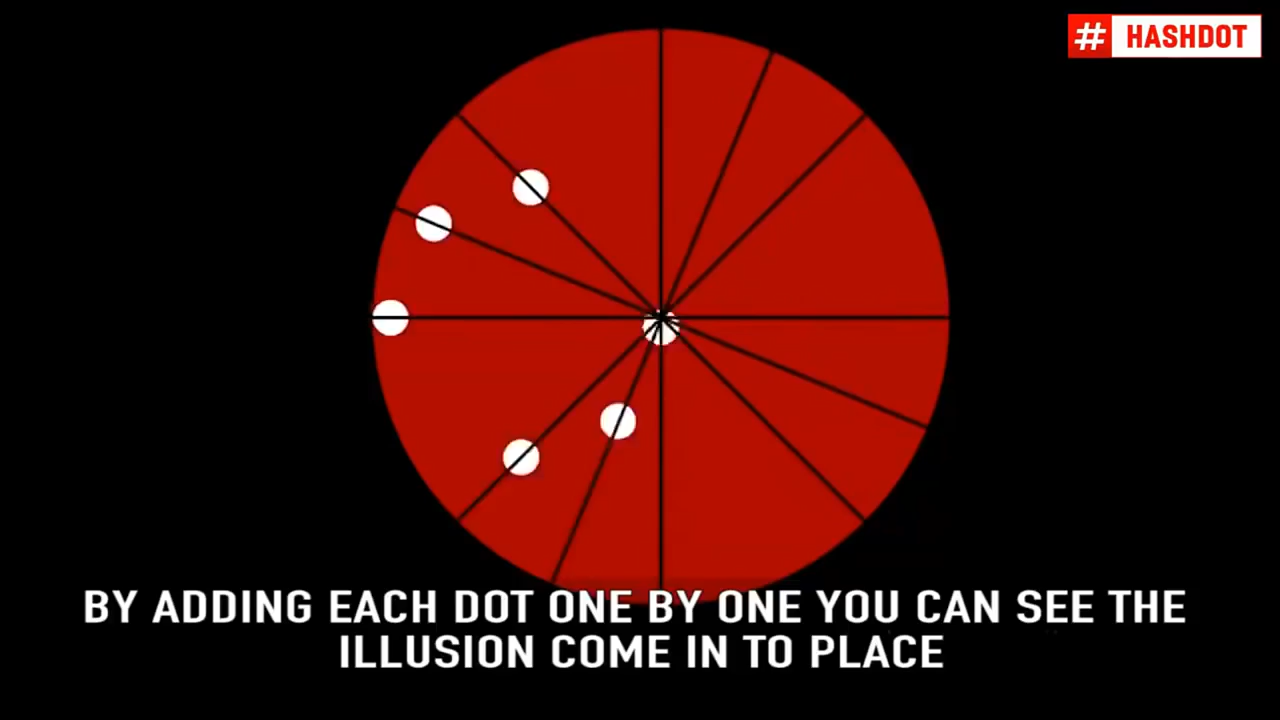 # HASHDOT
BY ADDING EACH DOT ONE BY ONE YOU CAN SEE THE
ILLUSION COME IN TO PLACE